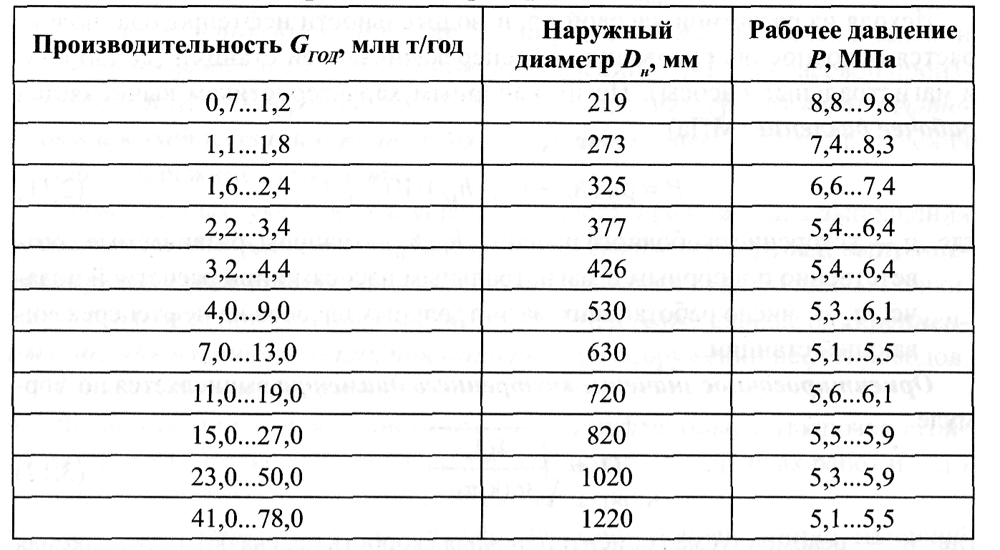 Производительность Gгод, млн т/год
Наружный
диаметр Dн, мм
Рабочее давление
P, МПа
0,7...1,2 219 8,8...9,8
1,1...1,8 273 7,4...8,3
1,6...2,4 325 6,6...7,4
2,2...3,4 377 5,4...6,4
3,2...4,4 426 5,4...6,4
4,0...9,0 530 5,3...6,1
7,0...13,0 630 5,1...5,5
11,0...19,0 720 5,6...6,1
15,0...27,0 820 5,5...5,9
23,0...50,0 1020 5,3...5,9
41,0...78,0 1220 5,1...5,5